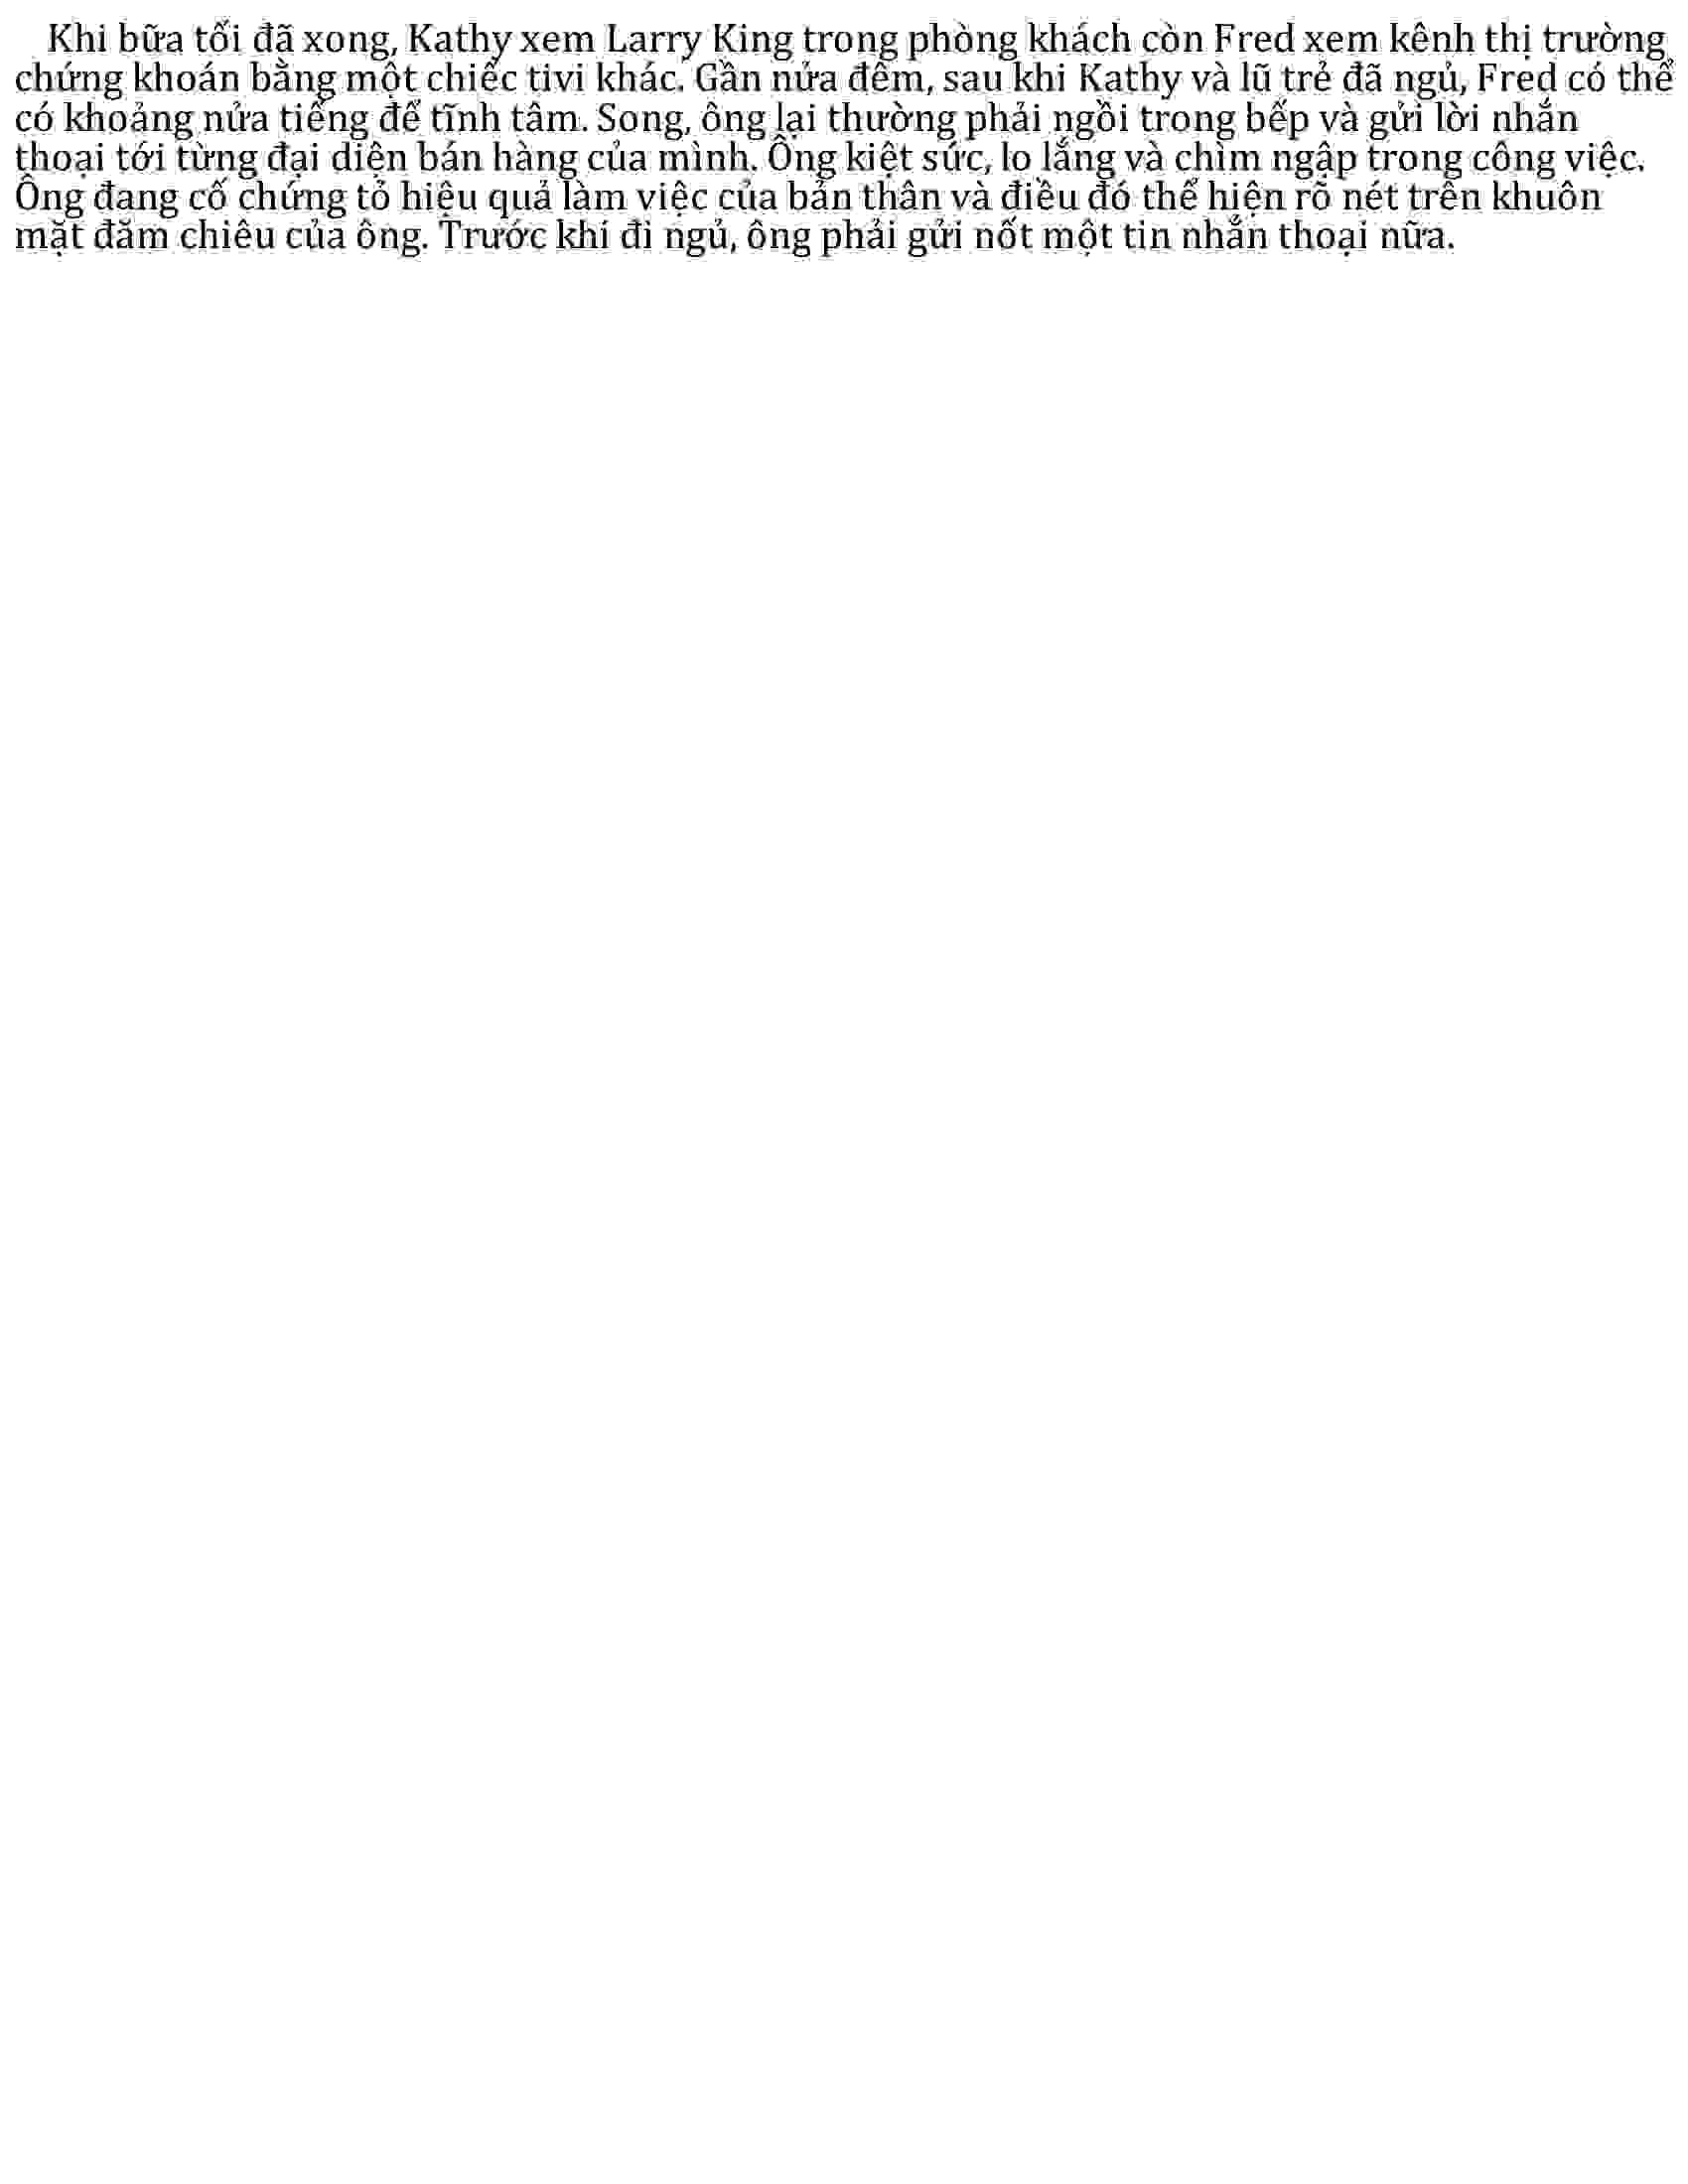 Khi bữa tối đã xong, Kathy xem Larry King trong phòng khách còn Fred xem kênh thị trường
chứng khoán bằng một chiếc tivi khác. Gần nửa đêm, sau khi Kathy và lũ trẻ đã ngủ, Fred có thể
có khoảng nửa tiếng để tĩnh tâm. Song, ông lại thường phải ngồi trong bếp và gửi lời nhắn
thoại tới từng đại diện bán hàng của mình. Ông kiệt sức, lo lắng và chìm ngập trong công việc.
Ông đang cố chứng tỏ hiệu quả làm việc của bản thân và điều đó thể hiện rõ nét trên khuôn
mặt đăm chiêu của ông. Trước khi đi ngủ, ông phải gửi nốt một tin nhắn thoại nữa.